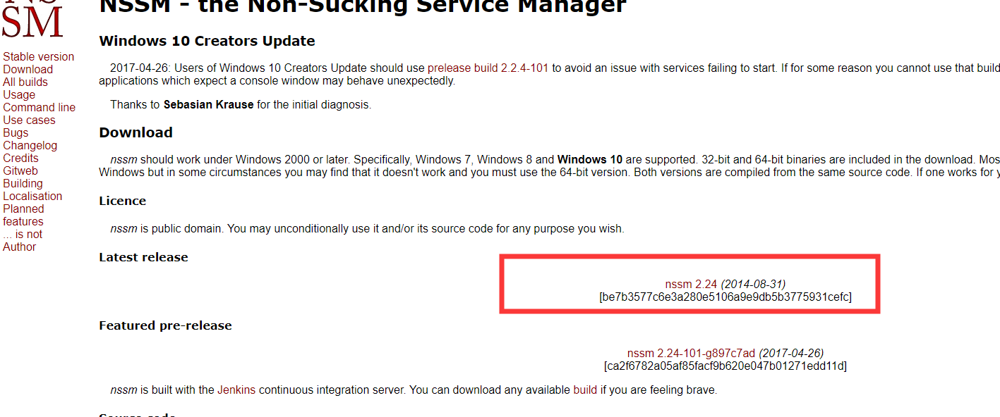 NSSM - the Non-Sucking Service Manager
SM
Stable version
Download
All builds
Usage
Command line
Use cases
Bugs
Changelog
Credits
Gitweb
Building
Localisation
Planned
features
... is not
Author
Windows 10 Creators Update
2017-04-26: Users of Windows 10 Creators Update should use prelease build 2.2.4-101 to avoid an issue with services failing to start. If for some reason you cannot use that build
applications which expect a console window may behave unexpectedly.
Thanks to Sebasian Krause for the initial diagnosis.
Download
nssm should work under Windows 2000 or later. Specifically, Windows 7, Windows 8 and Windows 10 are supported. 32-bit and 64-bit binaries are included in the download. Mos
Windows but in some circumstances you may find that it doesn't work and you must use the 64-bit version. Both versions are compiled from the same source code. If one works for y
Licence
nssm is public domain. You may unconditionally use it and/or its source code for any purpose you wish.
Latest release
nssm 2.24 (2014-08-31)
[be7b3577c6e3a280e5106a9e9db5b3775931cefc]
Featured pre-release
nssm 2.24-101-g897c7ad (2017-04-26)
[ca2f6782a05af85facf9b620e047b01271edd11d]
nssm is built with the Jenkins continuous integration server. You can download any available build if you are feeling brave.
Source code